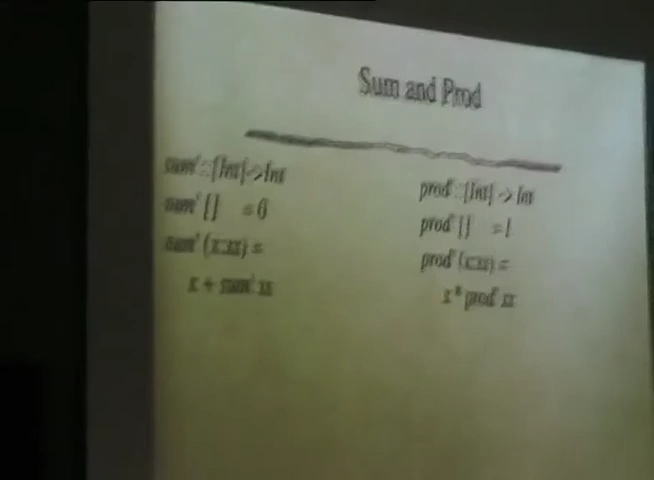 Sum and Prod
sum' :: [Int] -> Int
sum' [] = 0
sum' (x:xs) =
x + sum' xs
prod' :: [Int] -> Int
prod' [] = 1
prod' (x:xs) =
x * prod' xs